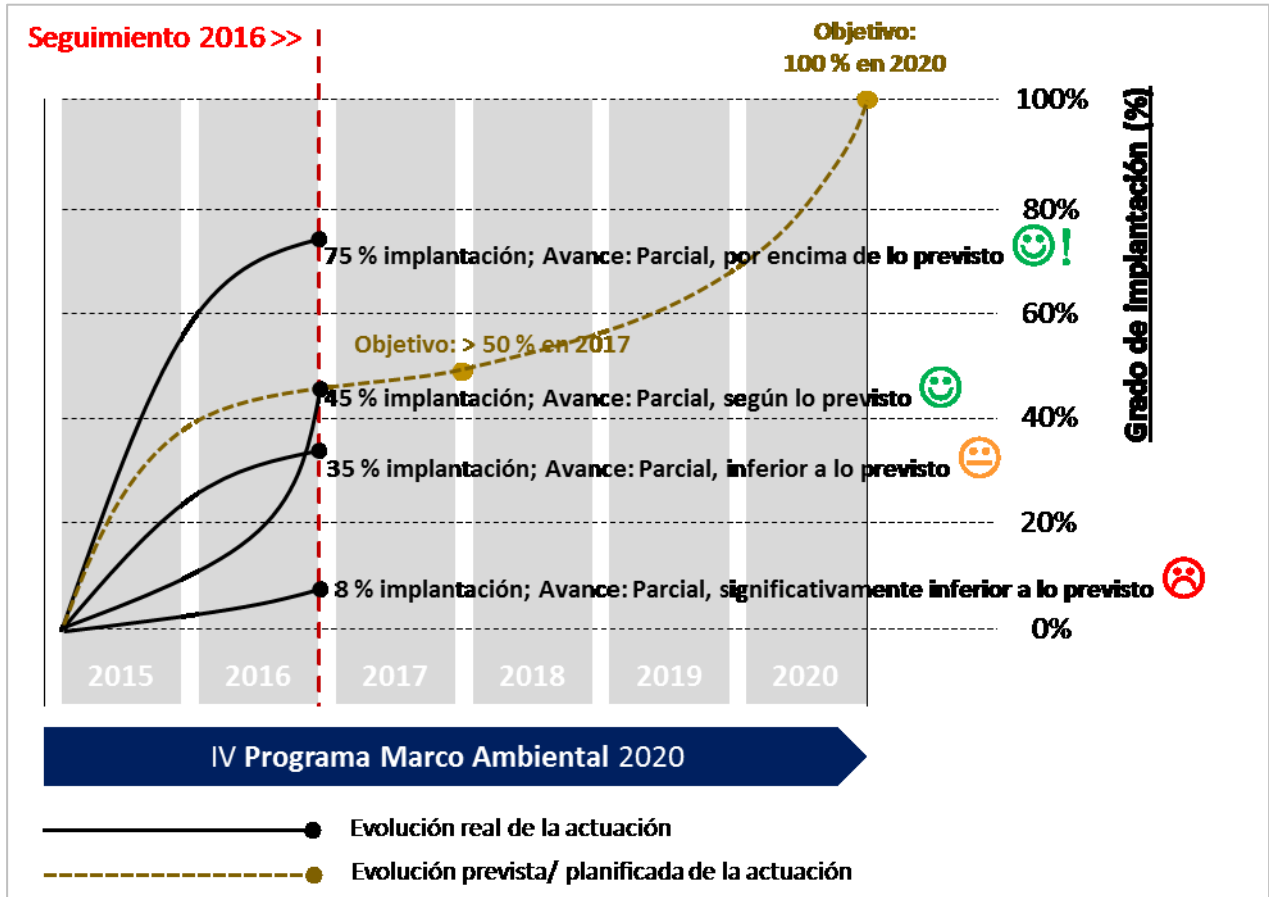 Seguimiento 2016 >>
Objetivo:
100 % en 2020
100%
80%
75 % implantación; Avance: Parcial, por encima de lo previsto !
60%
Objetivo: > 50 % en 2017
45 % implantación; Avance: Parcial, según lo previsto
40%
35 % implantación; Avance: Parcial, inferior a lo previsto
20%
8 % implantación; Avance: Parcial, significativamente inferior a lo previsto
0%
Grado de implantación (%)
2015 2016 2017 2018 2019 2020
IV Programa Marco Ambiental 2020
Evolución real de la actuación
Evolución prevista/ planificada de la actuación